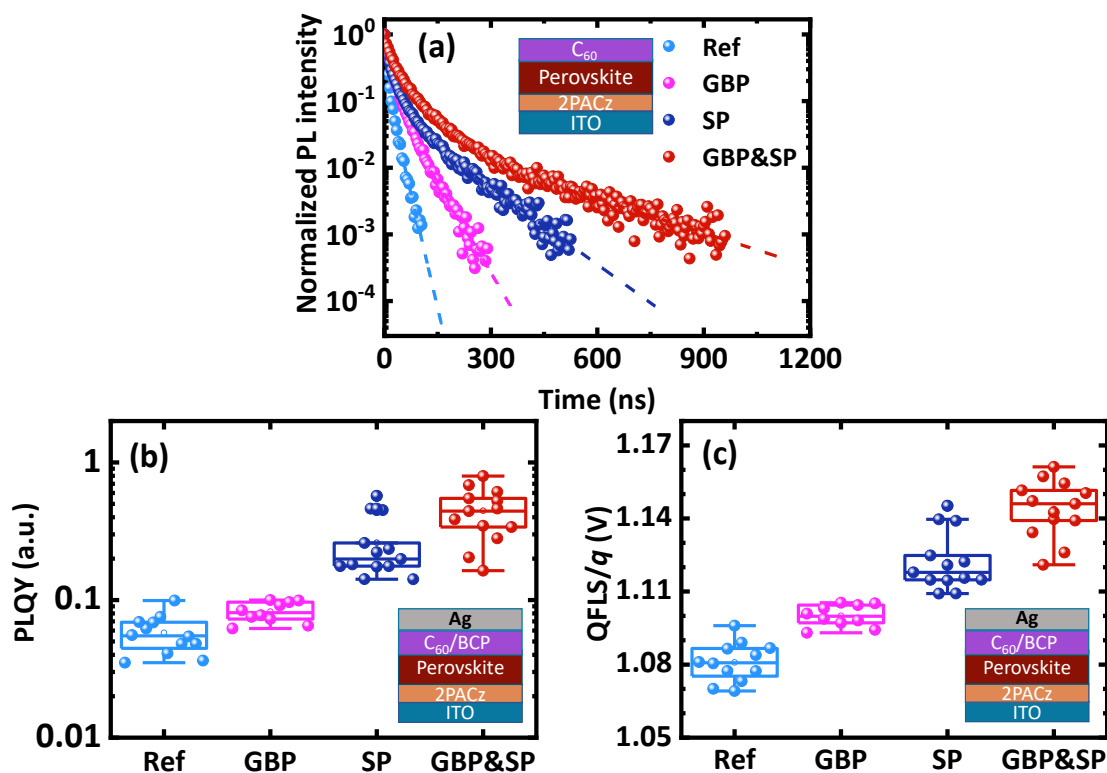 (a)
Normalized PL intensity
10⁰
10⁻¹
10⁻²
10⁻³
10⁻⁴
0 300 600 900 1200
Time (ns)
C₆₀
Perovskite
2PACz
ITO
Ref
GBP
SP
GBP&SP
(b)
PLQY (a.u.)
1
0.1
0.01
Ref GBP SP GBP&SP
Ag
C₆₀/BCP
Perovskite
2PACz
ITO
(c)
QFLS/q (V)
1.17
1.14
1.11
1.08
1.05
Ref GBP SP GBP&SP
Ag
C₆₀/BCP
Perovskite
2PACz
ITO